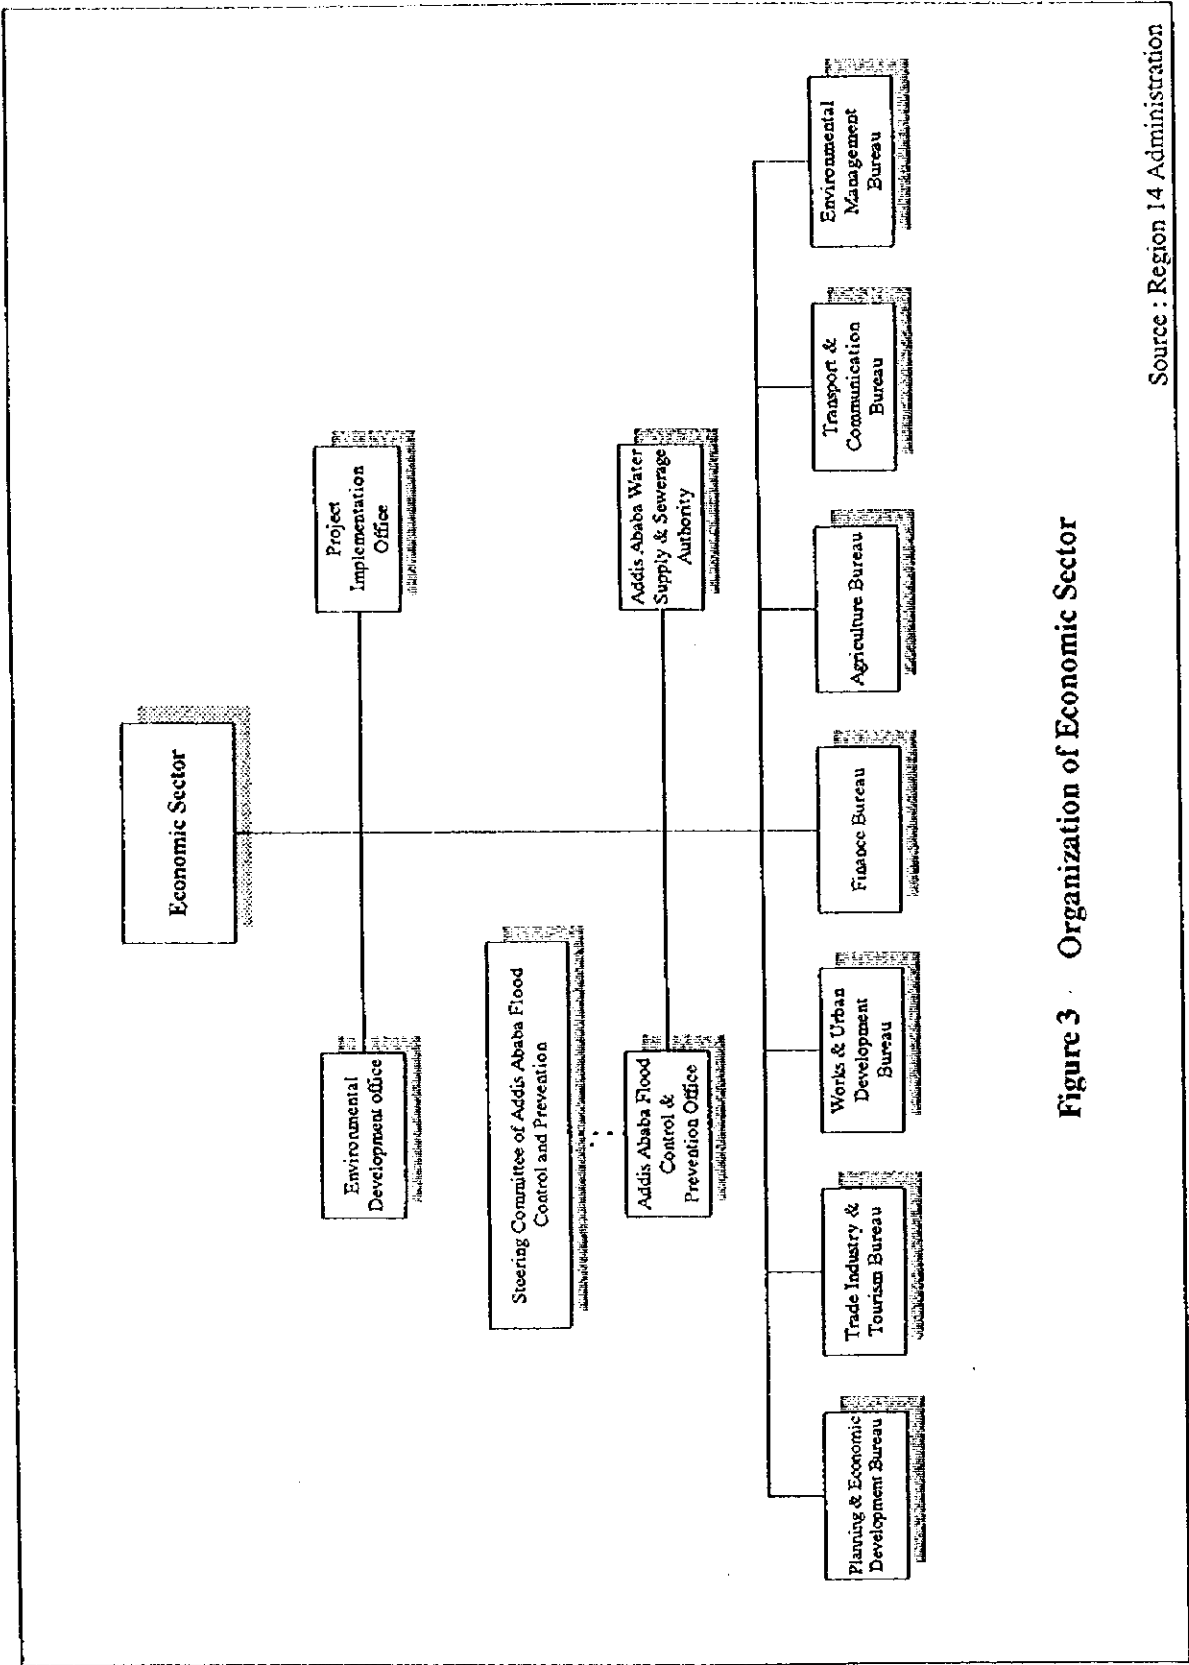 Economic Sector
Environmental
Development office
Project
Implementation
Office
Steering Committee of Addis Ababa Flood
Control and Prevention
Addis Ababa Flood
Control &
Prevention Office
Addis Ababa Water
Supply & Sewerage
Authority
Planning & Economic
Development Bureau
Trade Industry &
Tourism Bureau
Works & Urban
Development
Bureau
Finance Bureau
Agriculture Bureau
Transport &
Communication
Bureau
Environmental
Management
Bureau
Figure 3 Organization of Economic Sector
Source : Region 14 Administration